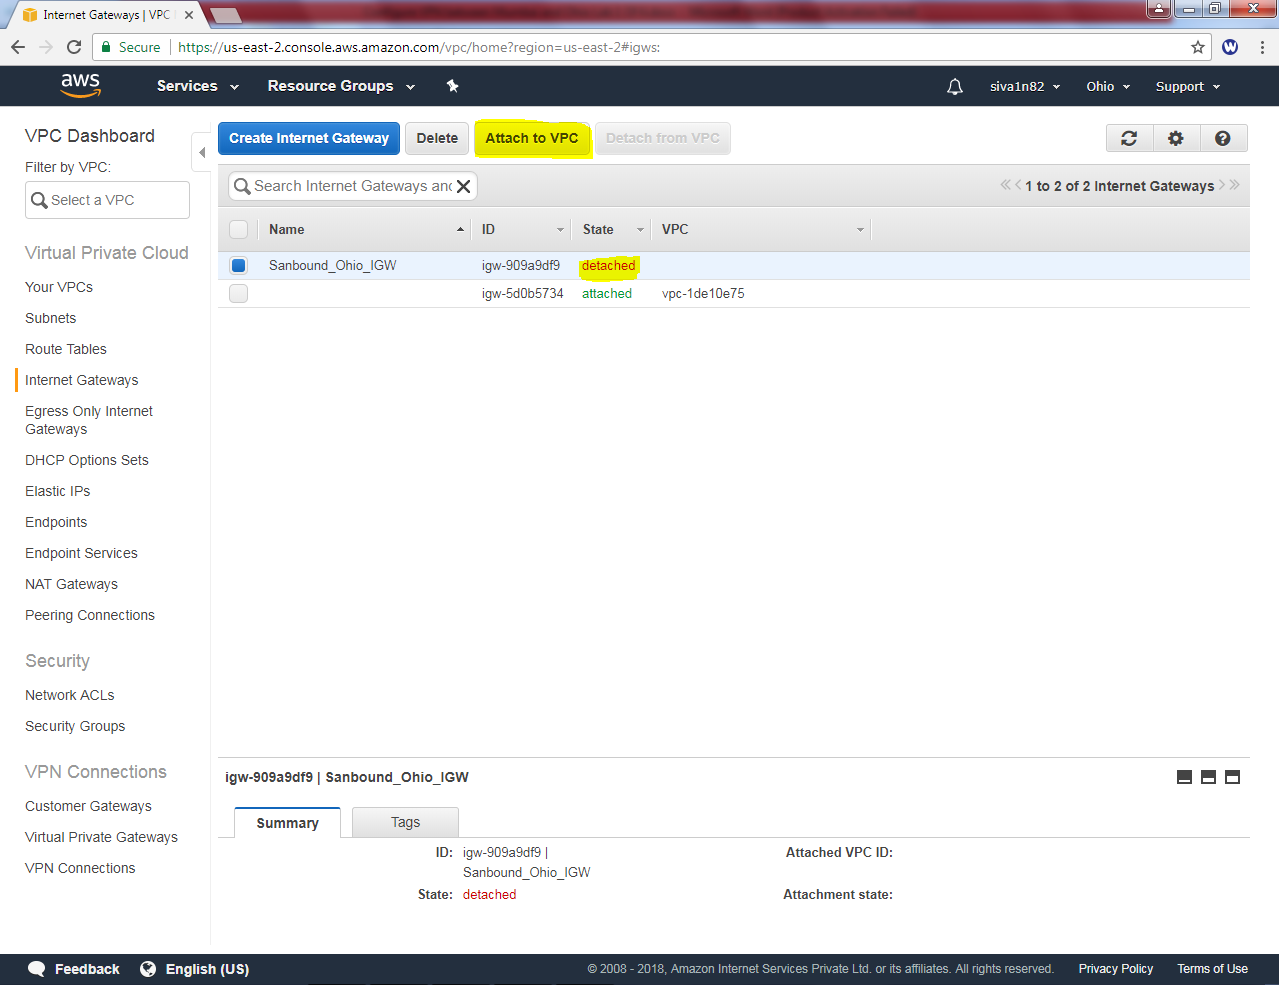 Internet Gateways | VPC
Secure
https://us-east-2.console.aws.amazon.com/vpc/home?region=us-east-2#igws:
W
aws
Services
Resource Groups
siva1n82
Ohio
Support
VPC Dashboard
Filter by VPC:
Select a VPC
Virtual Private Cloud
Your VPCs
Subnets
Route Tables
Internet Gateways
Egress Only Internet
Gateways
DHCP Options Sets
Elastic IPs
Endpoints
Endpoint Services
NAT Gateways
Peering Connections
Security
Network ACLs
Security Groups
VPN Connections
Customer Gateways
Virtual Private Gateways
VPN Connections
Create Internet Gateway Delete Attach to VPC Detach from VPC
Search Internet Gateways and
1 to 2 of 2 Internet Gateways
Name ID State VPC
Sanbound_Ohio_IGW igw-909a9df9 detached
igw-5d0b5734 attached vpc-1de10e75
igw-909a9df9 | Sanbound_Ohio_IGW
Summary Tags
ID: igw-909a9df9 |
Sanbound_Ohio_IGW
Attached VPC ID:
State: detached
Attachment state:
Feedback English (US)
© 2008 - 2018, Amazon Internet Services Private Ltd. or its affiliates. All rights reserved. Privacy Policy Terms of Use